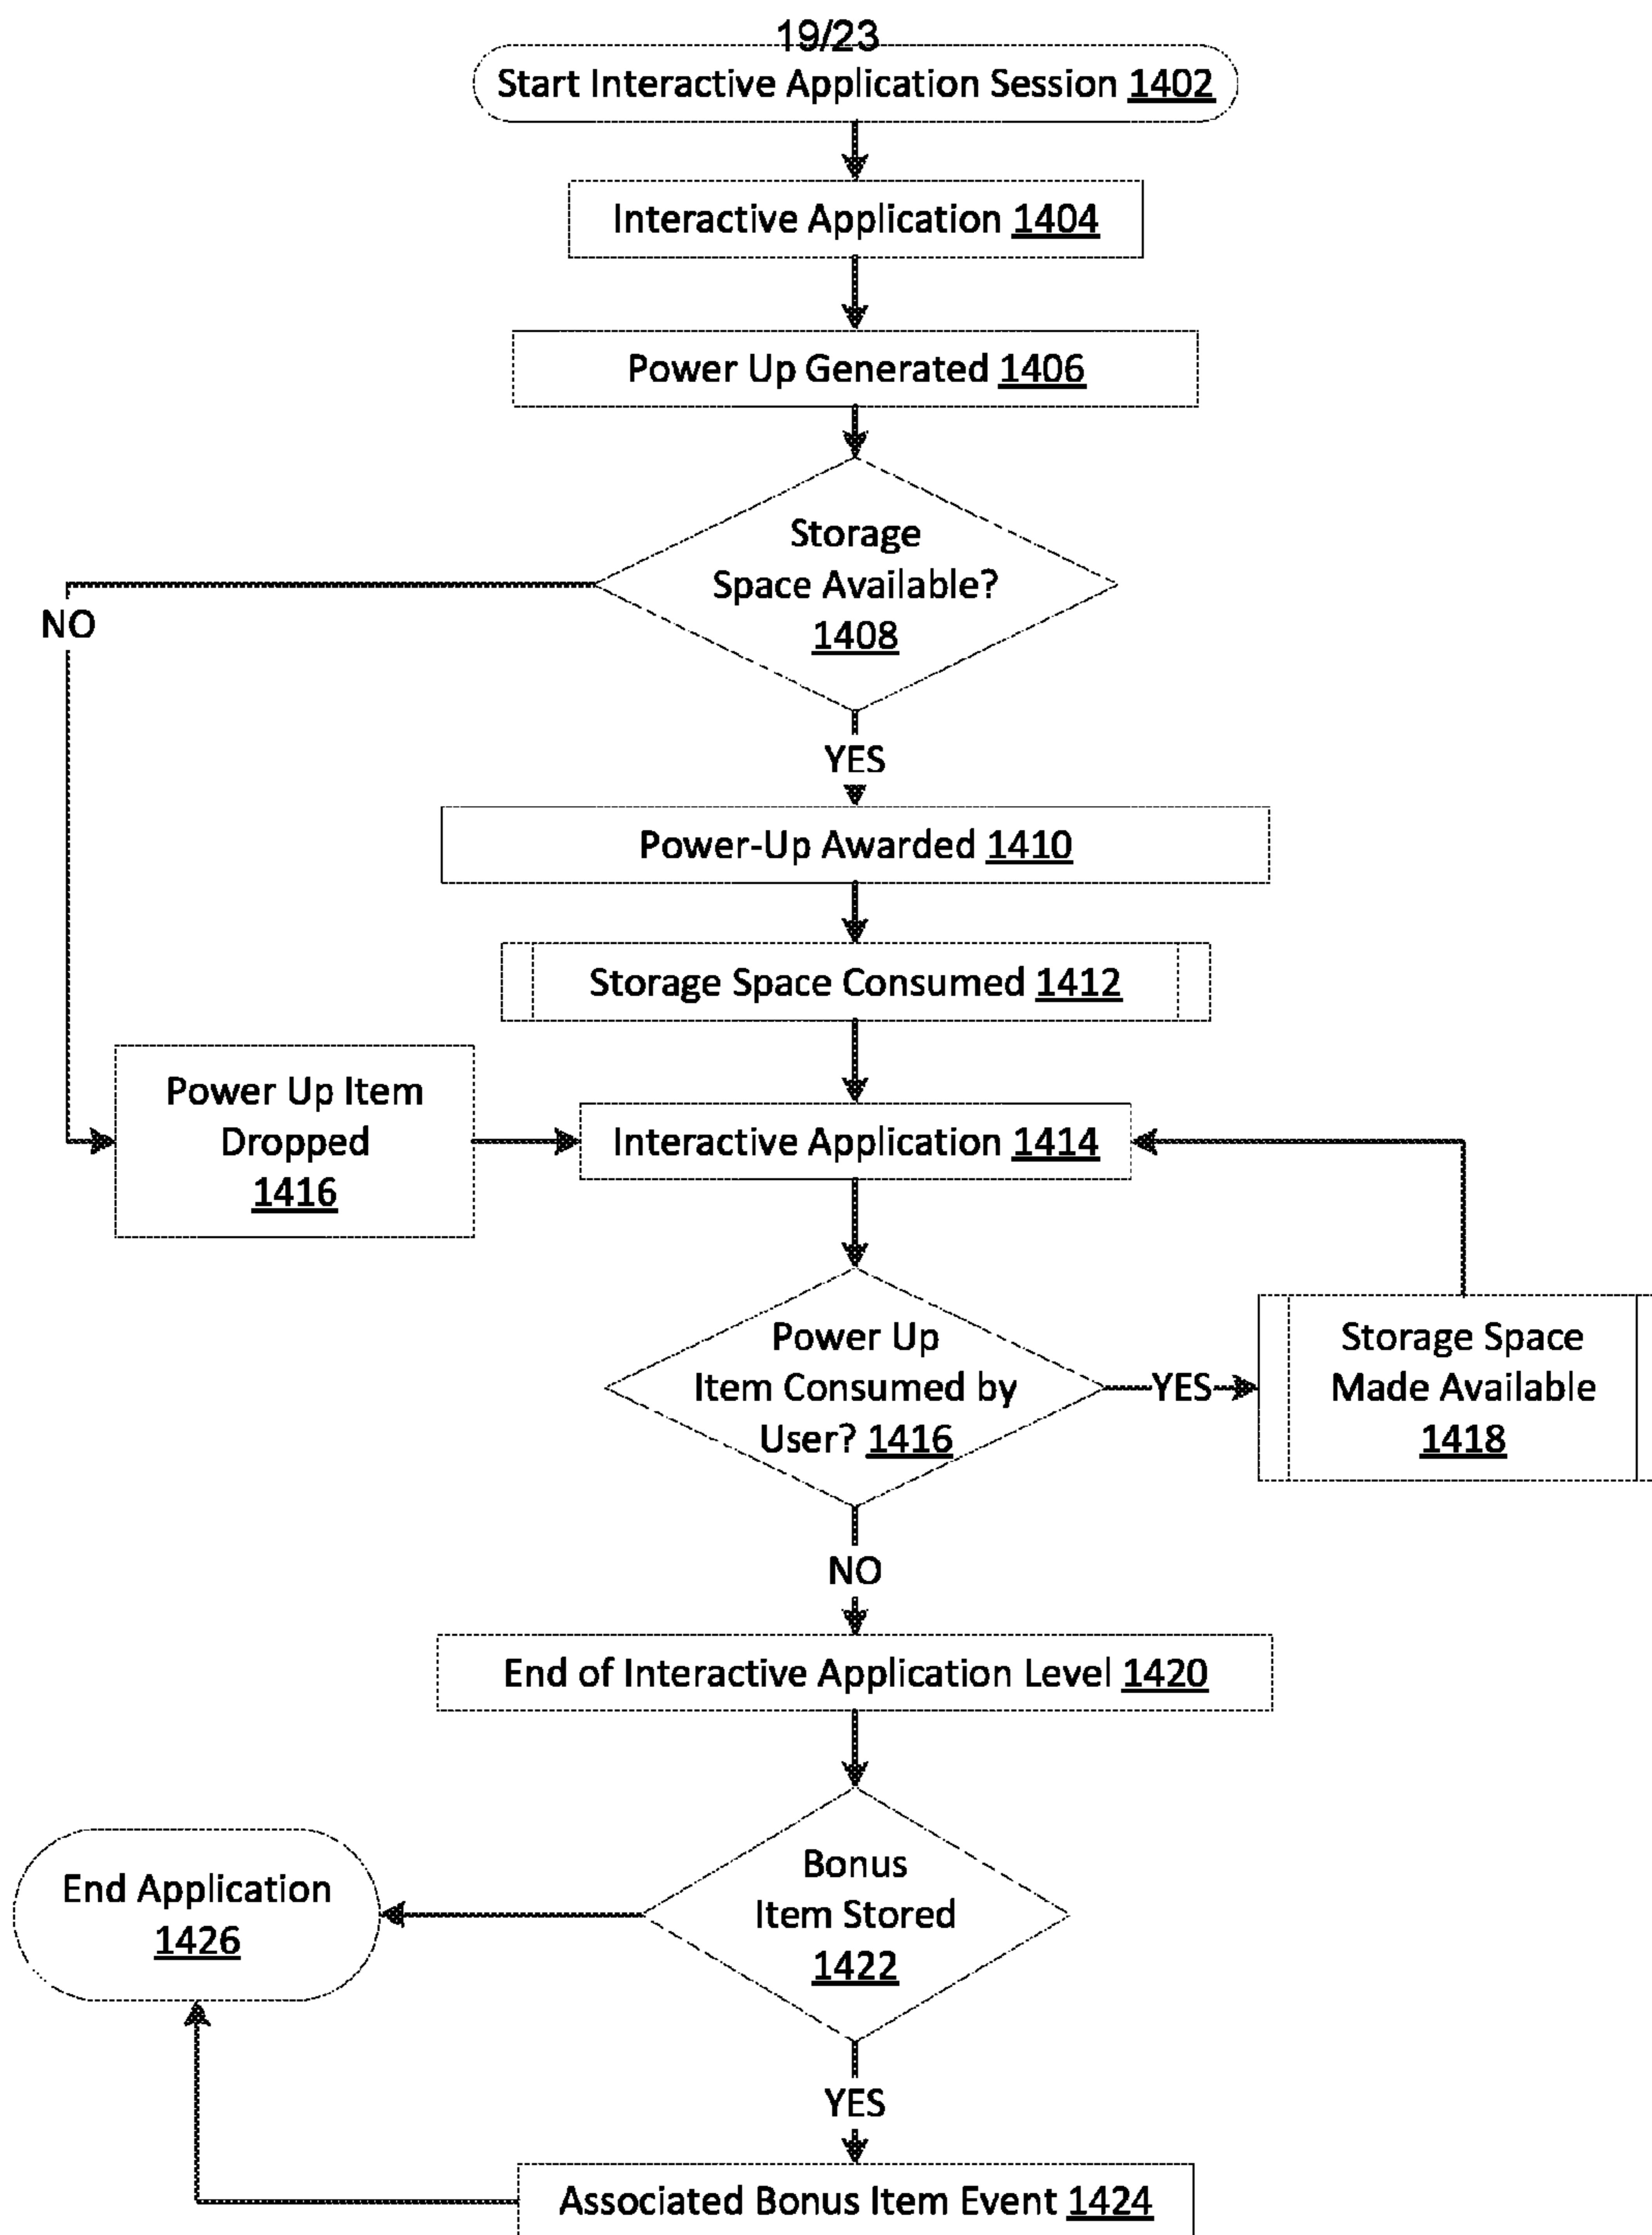 19/23
Start Interactive Application Session 1402
Interactive Application 1404
Power Up Generated 1406
Storage
Space Available?
1408
NO
YES
Power-Up Awarded 1410
Storage Space Consumed 1412
Power Up Item
Dropped
1416
Interactive Application 1414
Power Up
Item Consumed by
User? 1416
YES
Storage Space
Made Available
1418
NO
End of Interactive Application Level 1420
Bonus
Item Stored
1422
End Application
1426
YES
Associated Bonus Item Event 1424